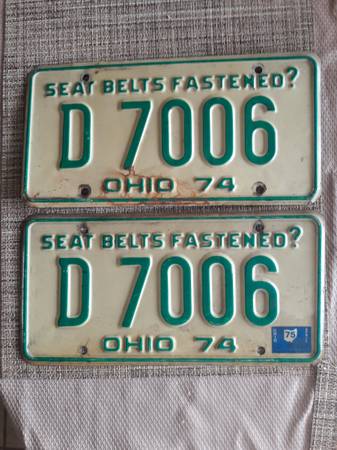 SEAT BELTS FASTENED?
D 7006
OHIO 74
SEAT BELTS FASTENED?
D 7006
75
OHIO 74